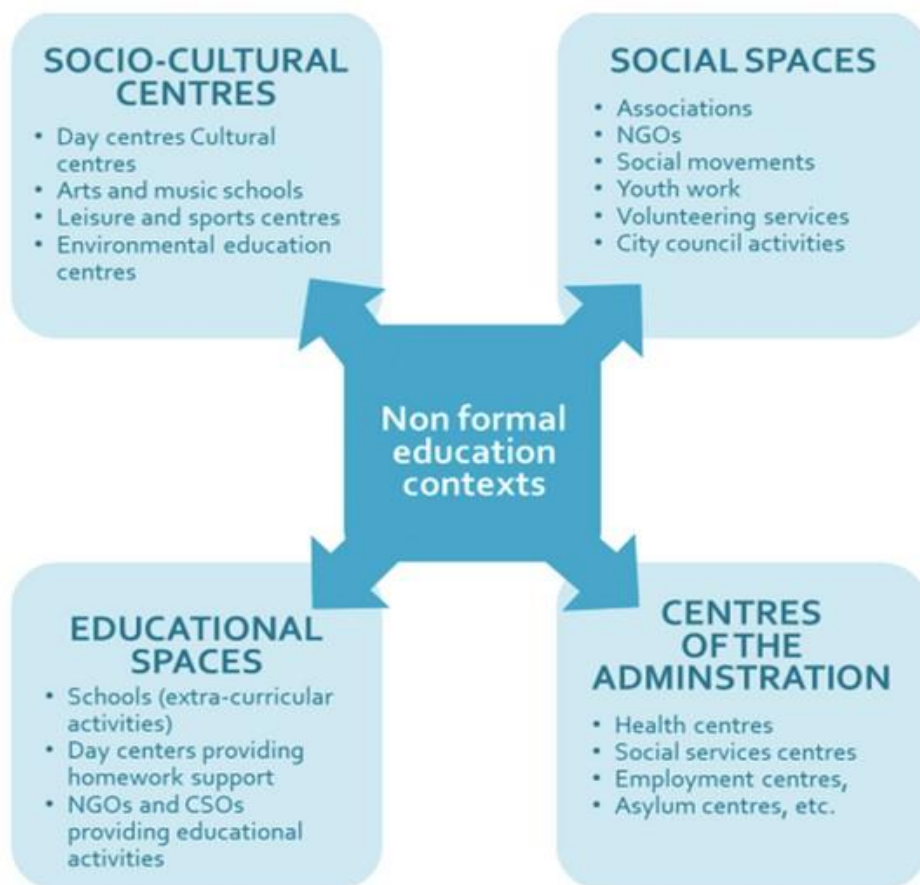 SOCIO-CULTURAL
CENTRES
• Day centres Cultural
centres
• Arts and music schools
• Leisure and sports centres
• Environmental education
centres
SOCIAL SPACES
• Associations
• NGOs
• Social movements
• Youth work
• Volunteering services
• City council activities
Non formal
education
contexts
EDUCATIONAL
SPACES
• Schools (extra-curricular
activities)
• Day centers providing
homework support
• NGOs and CSOs
providing educational
activities
CENTRES
OF THE
ADMINSTRATION
• Health centres
• Social services centres
• Employment centres,
• Asylum centres, etc.